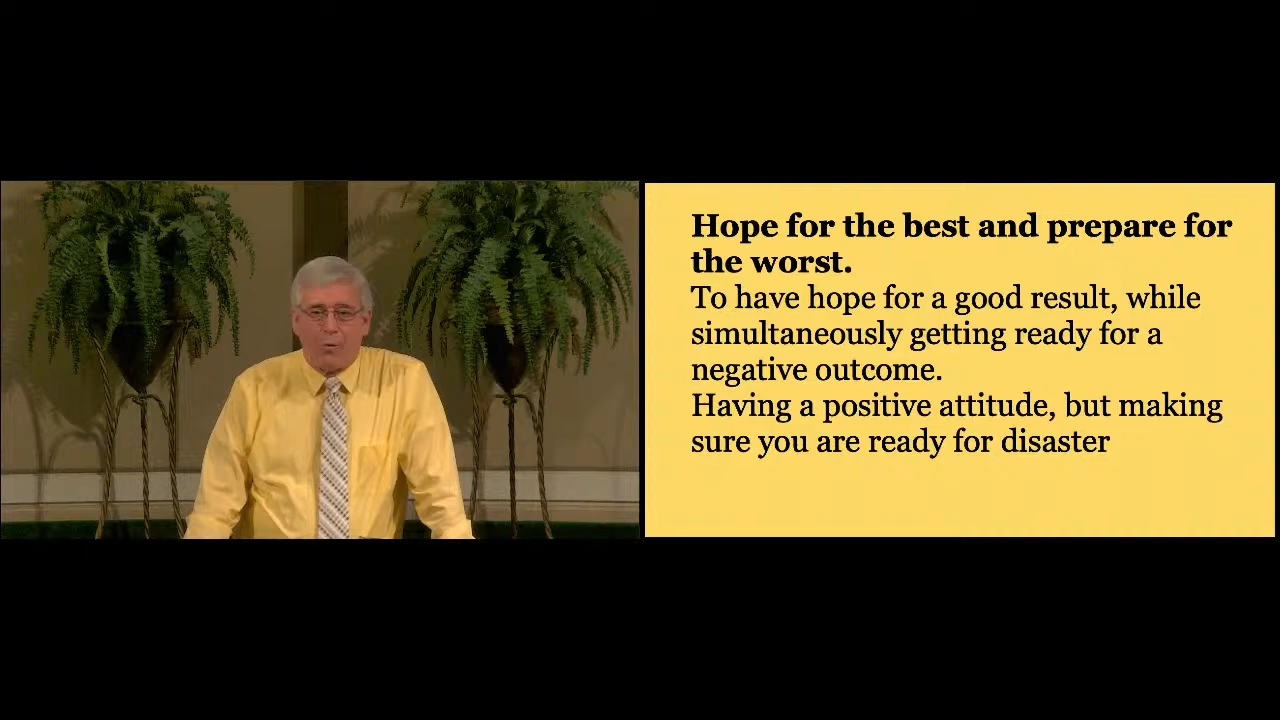 Hope for the best and prepare for
the worst.
To have hope for a good result, while
simultaneously getting ready for a
negative outcome.
Having a positive attitude, but making
sure you are ready for disaster